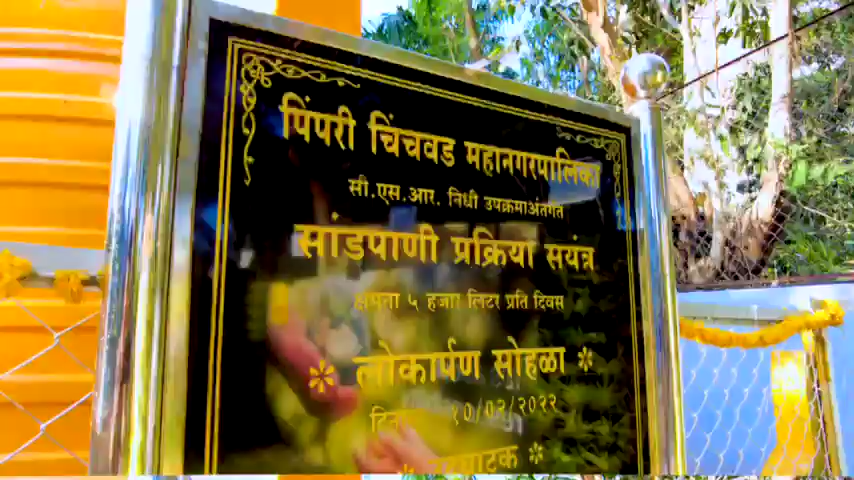 पिंपरी चिंचवड महानगरपालिका
सी.एस.आर. निधी उपक्रमाअंतर्गत
सांडपाणी प्रक्रिया सयंत्र
क्षमता ५ हजार लिटर प्रति दिवस
लोकार्पण सोहळा
१०/०२/२०२२